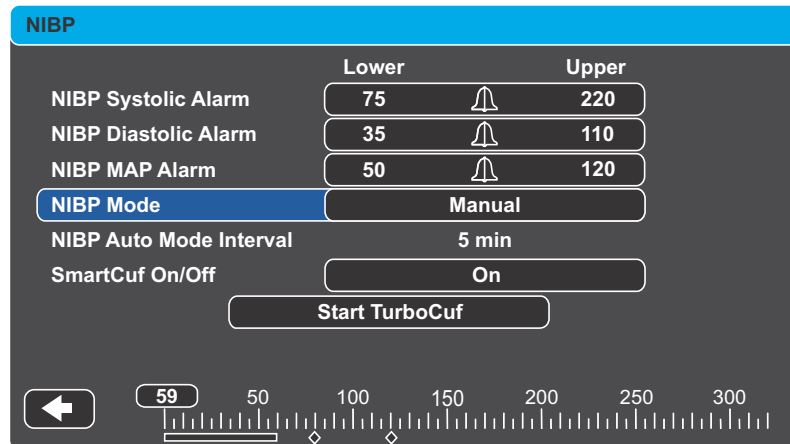 NIBP
Lower Upper
NIBP Systolic Alarm 75 220
NIBP Diastolic Alarm 35 110
NIBP MAP Alarm 50 120
NIBP Mode Manual
NIBP Auto Mode Interval 5 min
SmartCuf On/Off On
Start TurboCuf
59 50 100 150 200 250 300